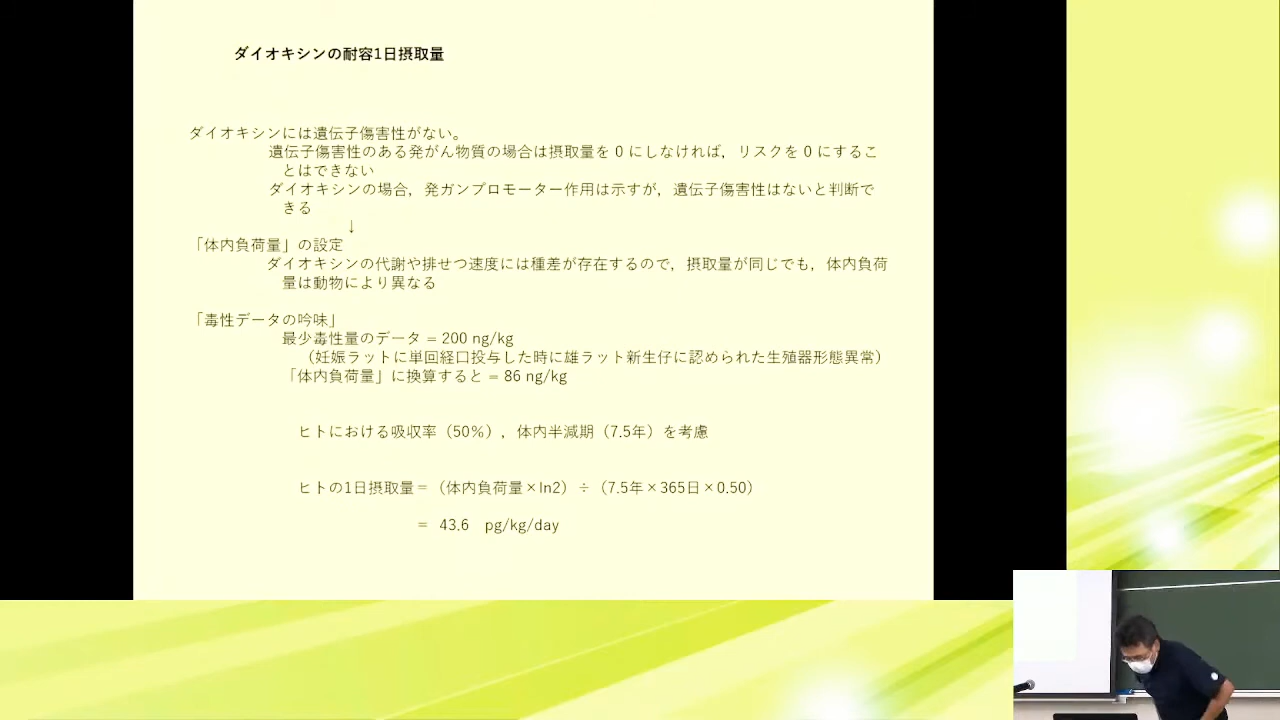 ダイオキシンの耐容1日摂取量
ダイオキシンには遺伝子傷害性がない。
遺伝子傷害性のある発がん物質の場合は摂取量を 0 にしなければ，リスクを 0 にするこ
とはできない
ダイオキシンの場合，発ガンプロモーター作用は示すが，遺伝子傷害性はないと判断で
きる
↓
「体内負荷量」の設定
ダイオキシンの代謝や排せつ速度には種差が存在するので，摂取量が同じでも，体内負荷
量は動物により異なる
「毒性データの吟味」
最少毒性量のデータ = 200 ng/kg
（妊娠ラットに単回経口投与した時に雄ラット新生仔に認められた生殖器形態異常）
「体内負荷量」に換算すると = 86 ng/kg
ヒトにおける吸収率（50%），体内半減期（7.5年）を考慮
ヒトの1日摂取量＝（体内負荷量×ln2）÷（7.5年×365日×0.50）
＝ 43.6 pg/kg/day